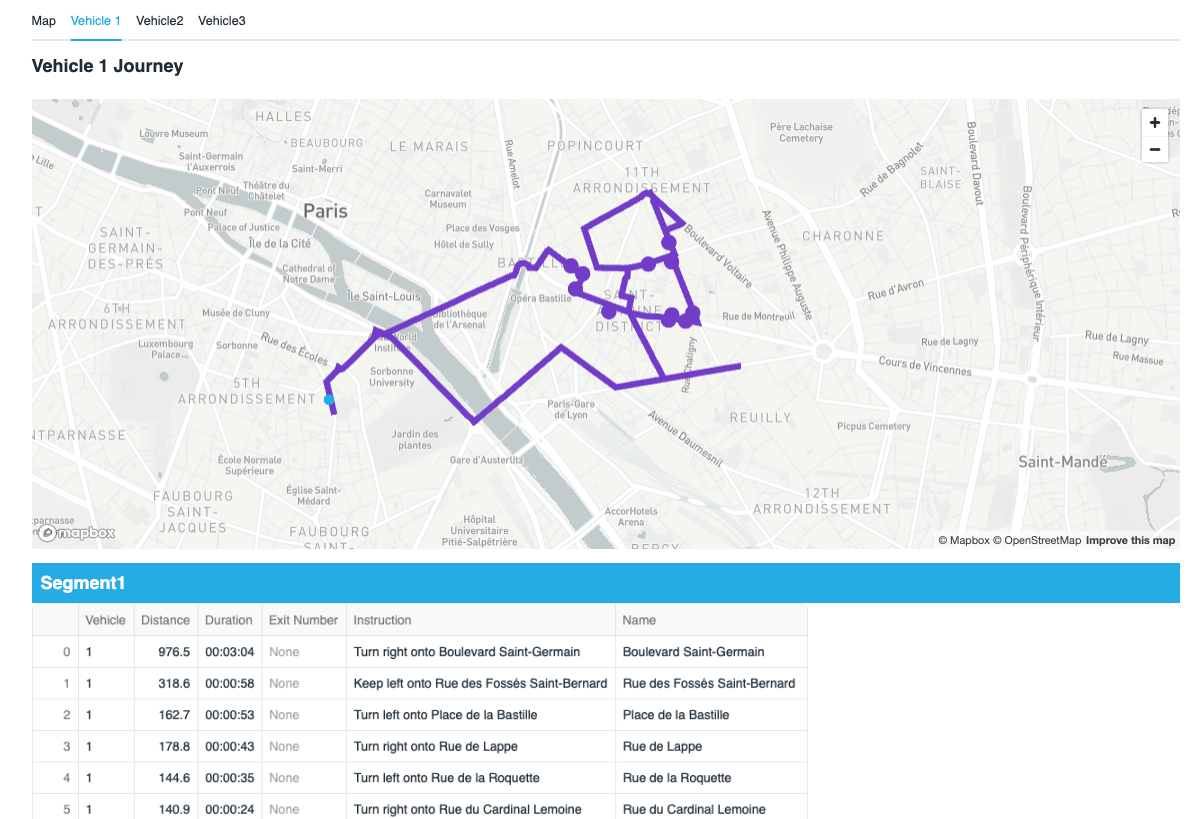 Map Vehicle 1 Vehicle2 Vehicle3
Vehicle 1 Journey
HALLES
Louvre Museum
BEAUBOURG
LE MARAIS
Rue Amelot
POPINCOURT
Père Lachaise
Cemetery
Boulevard Davout
Rue de Bagnolet
+
−
Lille
Saint-Germain
l'Auxerrois
Saint-Merri
11TH
ARRONDISSEMENT
SAINT-
BLAISE
Pont Neuf
Théâtre du
Châtelet
Carnavalet
Museum
Boulevard Périphérique Intérieur
Paris
Pont Neuf
Palace of Justice
Place des Vosges
Boulevard Voltaire
Avenue Philippe Auguste
CHARONNE
SAINT-
GERMAIN-
DES-PRÉS
Île de la Cité
Hôtel de Sully
Cathedral of
Notre Dame
Île Saint-Louis
Opéra Bastille
Rue d'Avron
6TH
ARRONDISSEMENT
Musée de Cluny
Bibliothèque
de l'Arsenal
SAINT-
DISTRICT
Rue de Montreuil
Luxembourg
Palace
Sorbonne
Rue des Écoles
Rue Chaligny
Rue de Lagny
Rue de Lagny
Rue Massue
Cours de Vincennes
Sorbonne
University
5TH
ARRONDISSEMENT
Paris-Gare
de Lyon
REUILLY
Picpus Cemetery
NTPARNASSE
Jardin des
plantes
Avenue Daumesnil
École Normale
Supérieure
Gare d'Austerlitz
Saint-Mandé
FAUBOURG
SAINT-
JACQUES
Église Saint-
Médard
12TH
ARRONDISSEMENT
AccorHotels
Arena
Hôpital
Universitaire
Pitié-Salpêtrière
FAUBOURG
SAINT-
BERCY
mapbox
© Mapbox © OpenStreetMap Improve this map
Segment1
Vehicle Distance Duration Exit Number Instruction Name
0 1 976.5 00:03:04 None Turn right onto Boulevard Saint-Germain Boulevard Saint-Germain
1 1 318.6 00:00:58 None Keep left onto Rue des Fossés Saint-Bernard Rue des Fossés Saint-Bernard
2 1 162.7 00:00:53 None Turn left onto Place de la Bastille Place de la Bastille
3 1 178.8 00:00:43 None Turn right onto Rue de Lappe Rue de Lappe
4 1 144.6 00:00:35 None Turn left onto Rue de la Roquette Rue de la Roquette
5 1 140.9 00:00:24 None Turn right onto Rue du Cardinal Lemoine Rue du Cardinal Lemoine